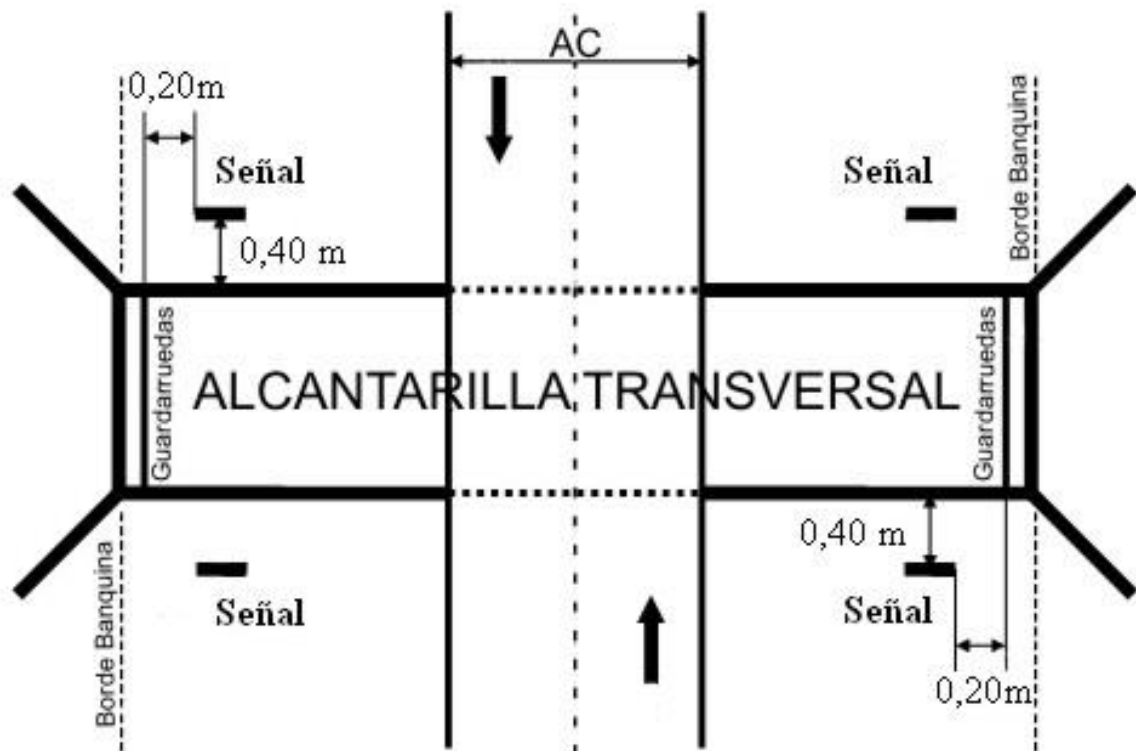 AC
0,20m
Señal
Señal
Borde Banquina
0,40 m
Guardarruedas
ALCANTARILLA TRANSVERSAL
Guardarruedas
0,40 m
Borde Banquina
Señal
Señal
0,20m